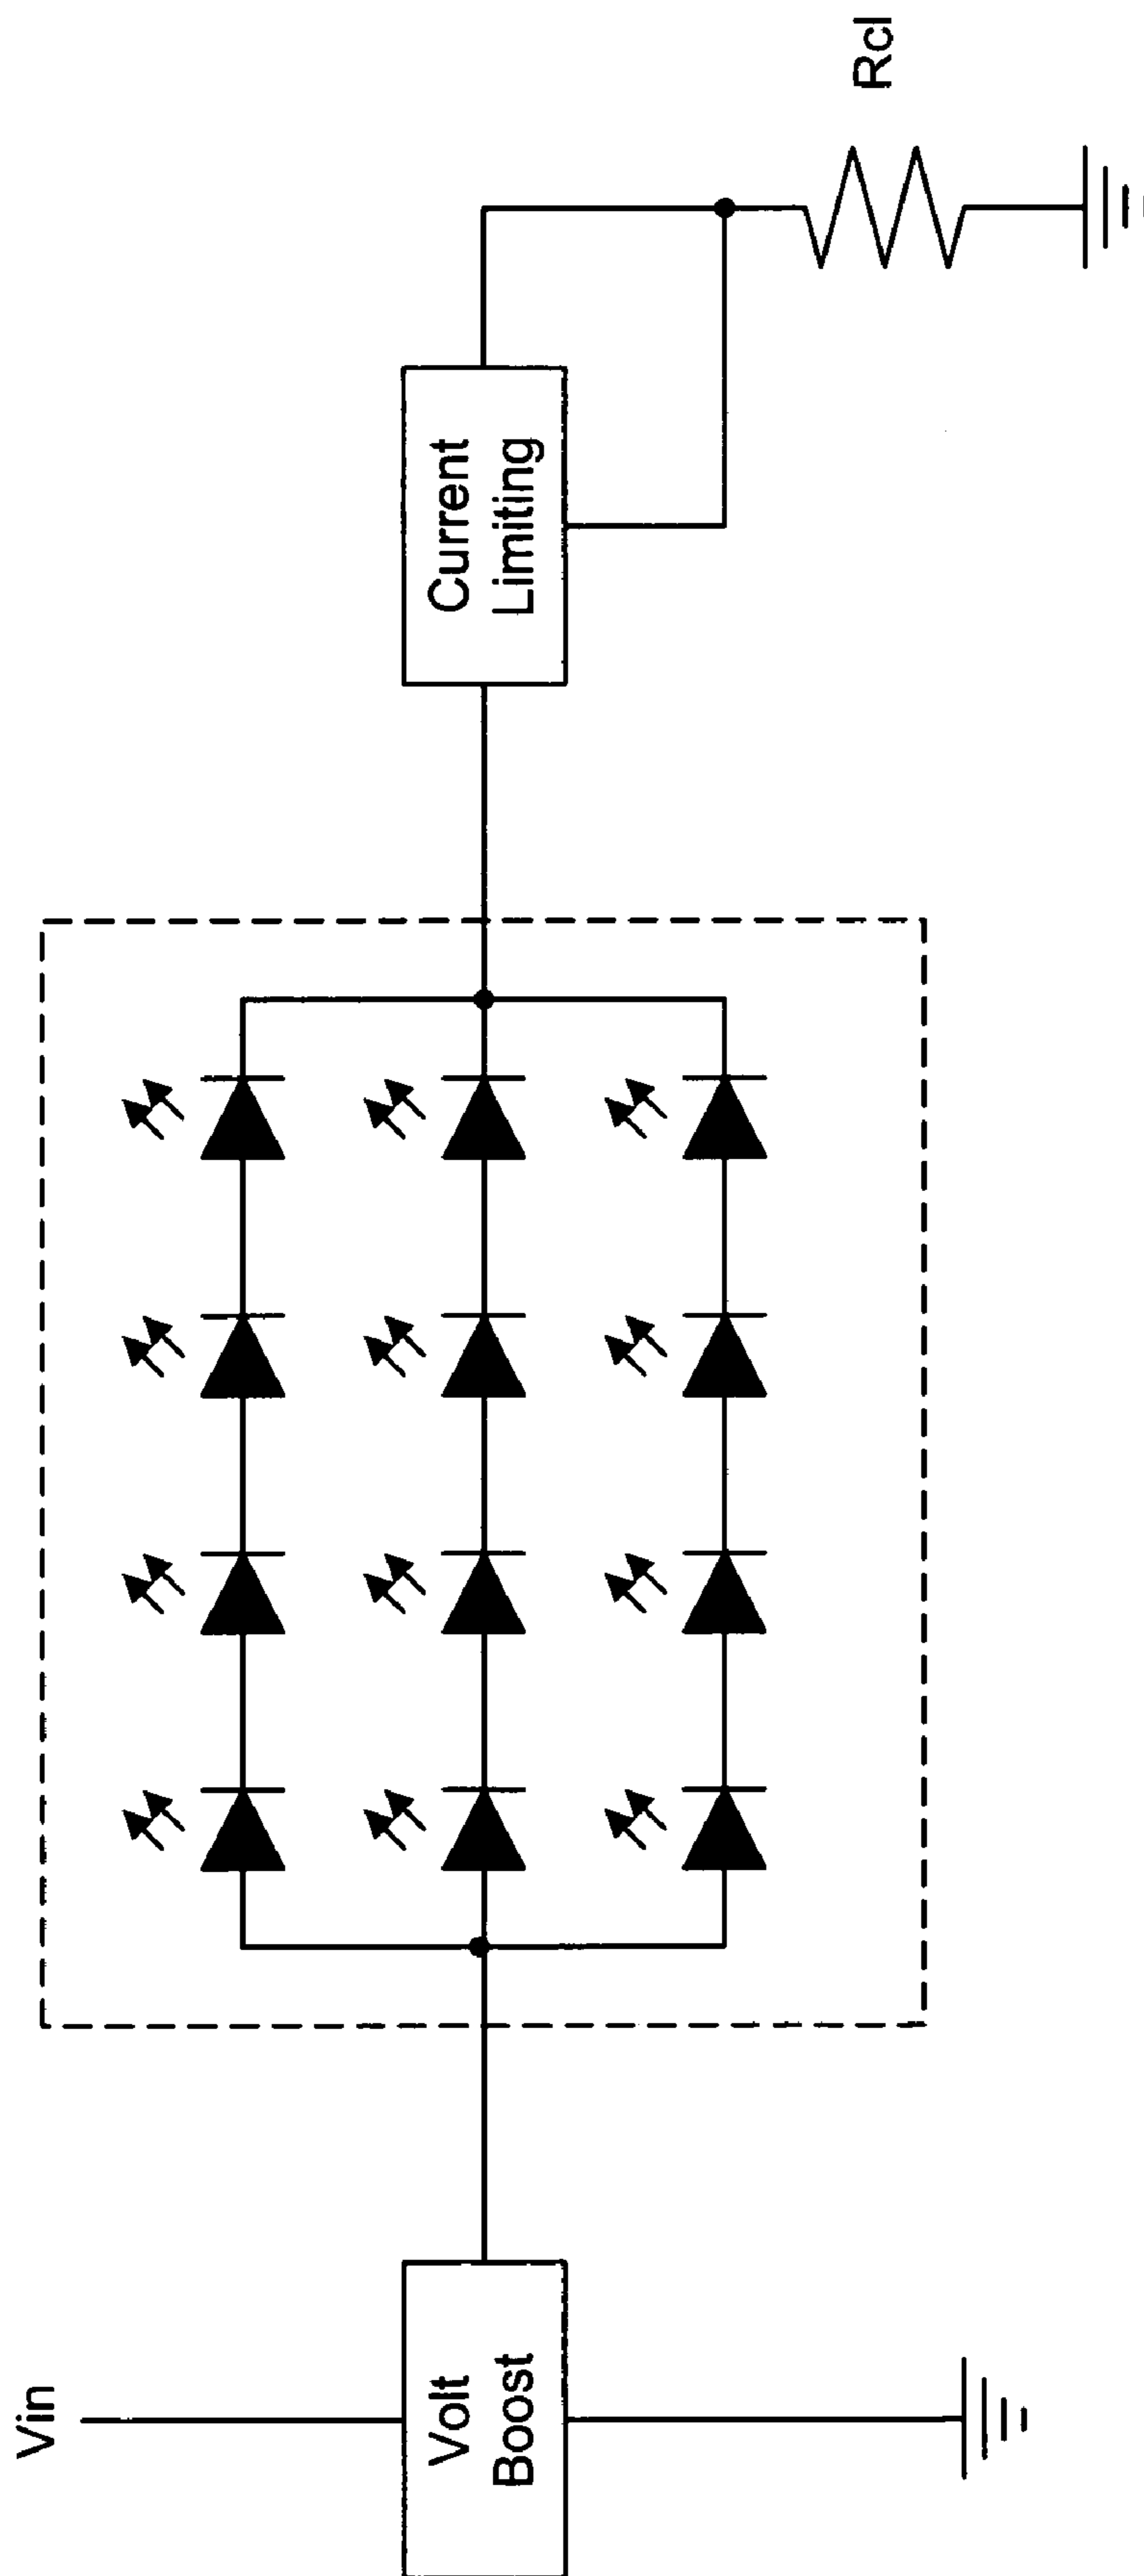 Vin
Volt
Boost
Current
Limiting
Rcl